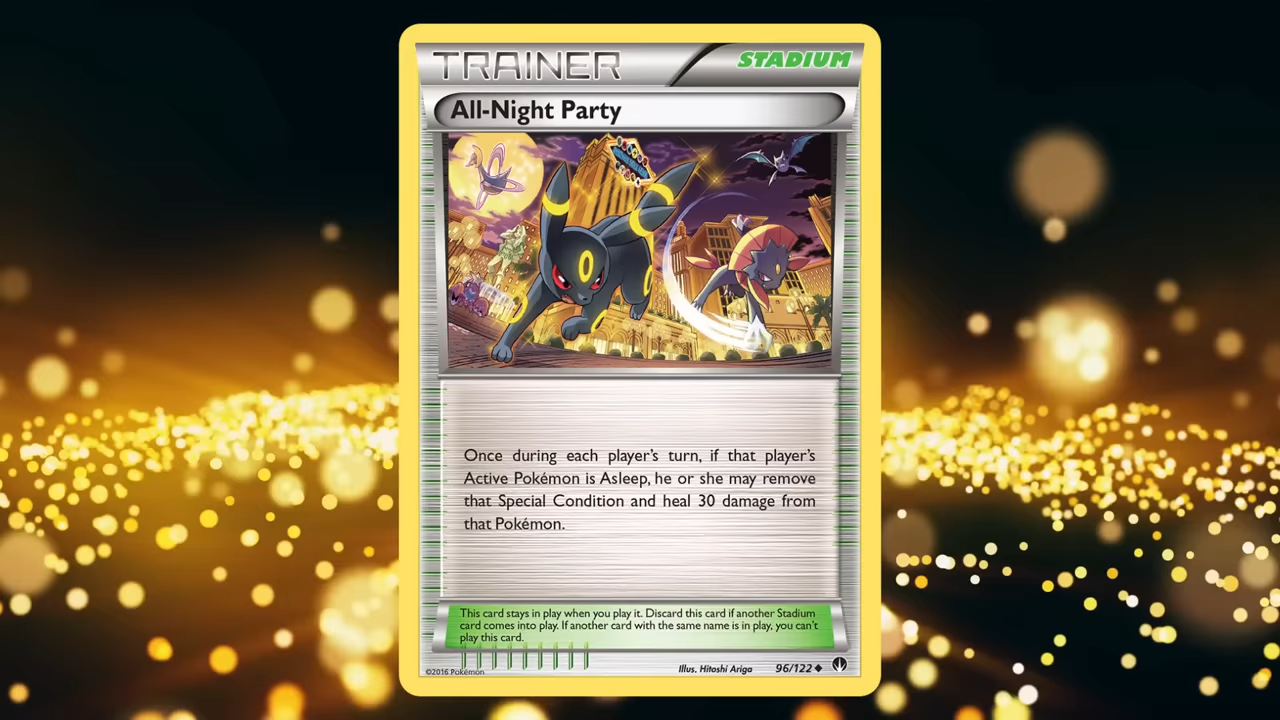 TRAINER
STADIUM
All-Night Party
Once during each player's turn, if that player's
Active Pokémon is Asleep, he or she may remove
that Special Condition and heal 30 damage from
that Pokémon.
This card stays in play when you play it. Discard this card if another Stadium
card comes into play. If another card with the same name is in play, you can't
play this card.
©2016 Pokémon
Illus. Hitoshi Ariga
96/122